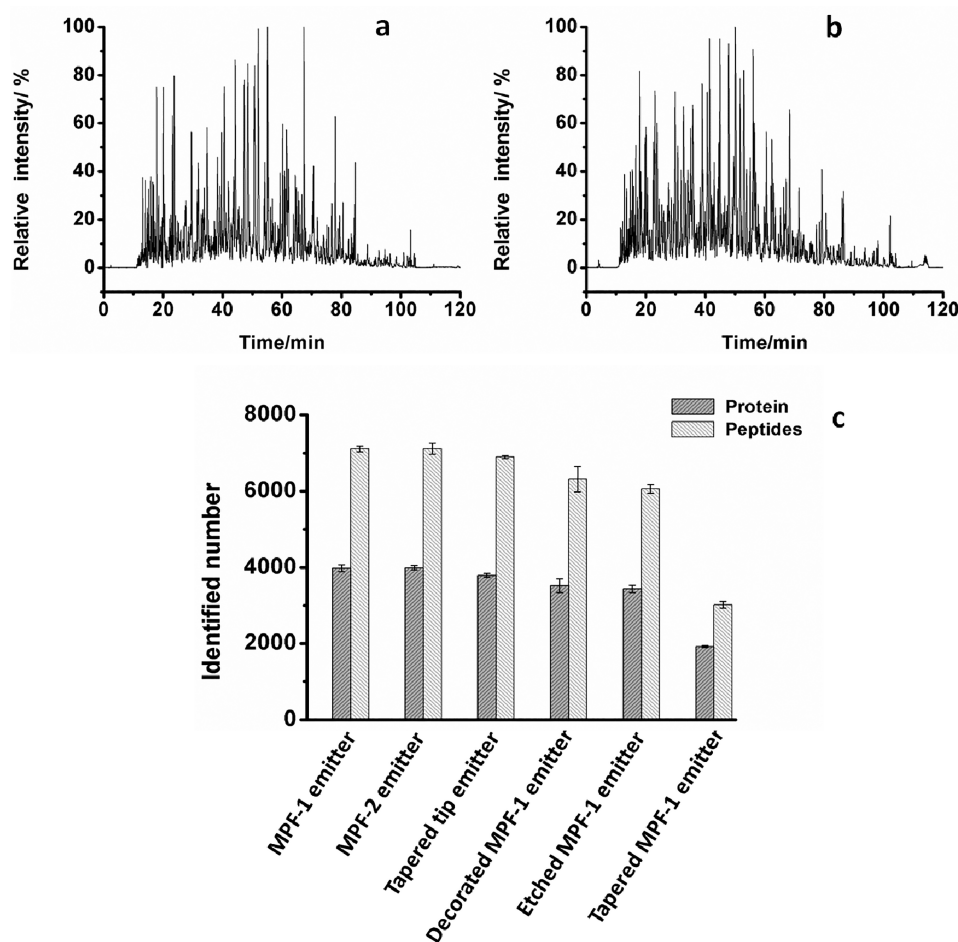 a
100
80
60
40
20
0
Relative intensity/ %
0 20 40 60 80 100 120
Time/min
b
100
80
60
40
20
0
Relative intensity/ %
0 20 40 60 80 100 120
Time/min
c
Protein
Peptides
8000
6000
4000
2000
0
Identified number
MPF-1 emitter
MPF-2 emitter
Tapered tip emitter
Decorated MPF-1 emitter
Etched MPF-1 emitter
Tapered MPF-1 emitter